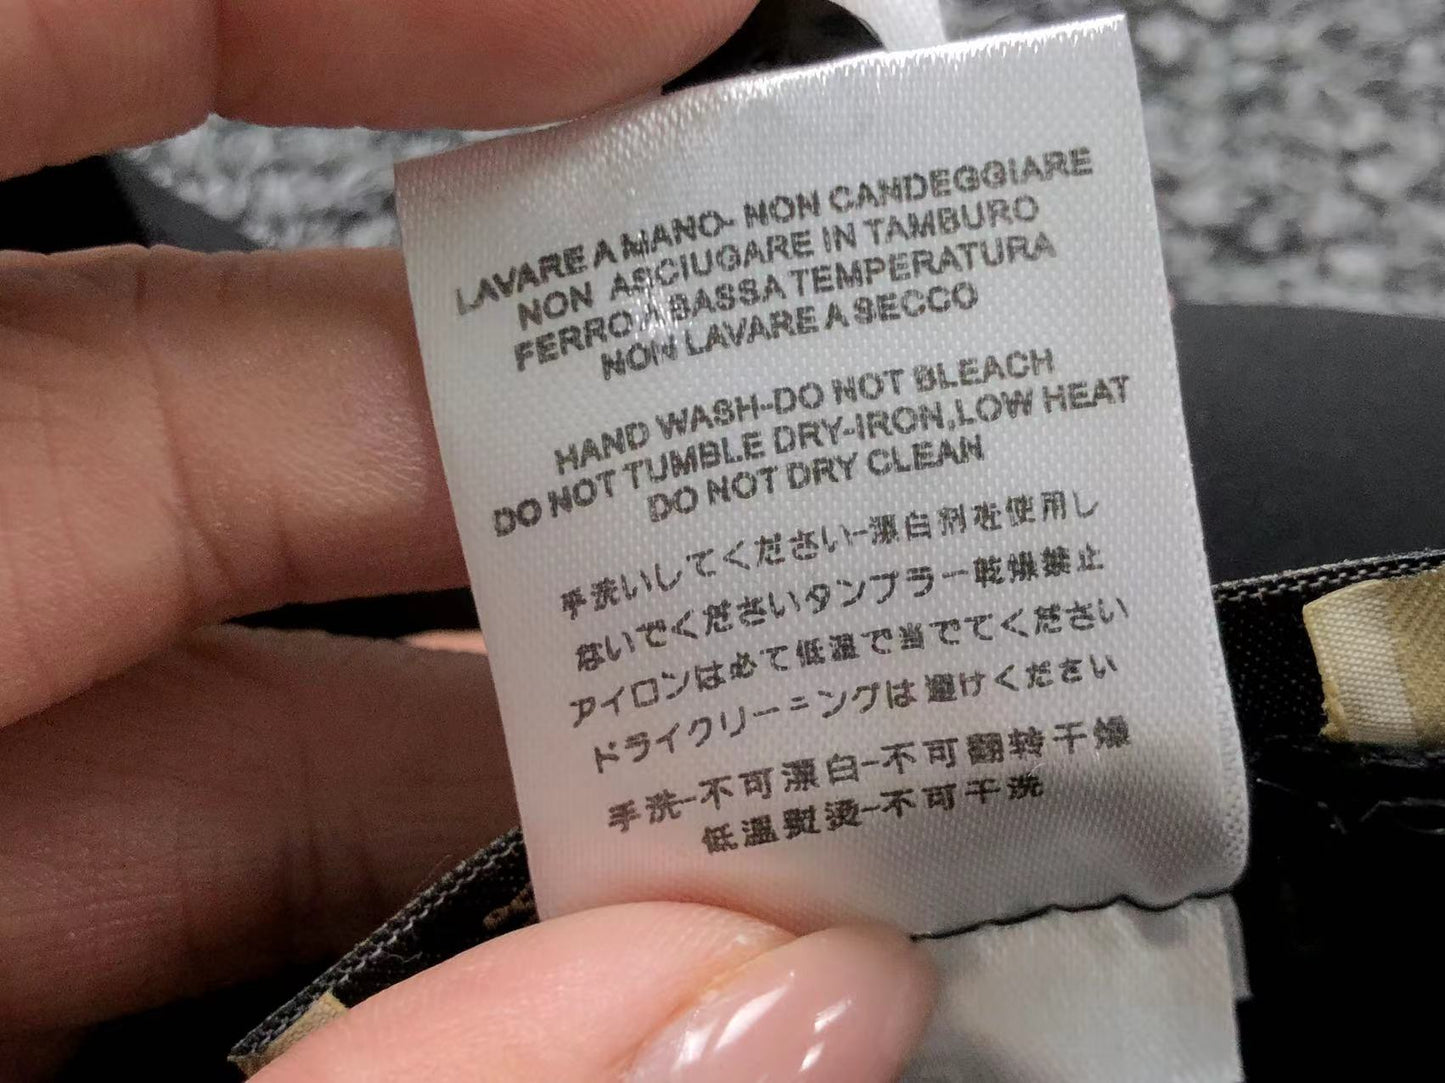 LAVARE A MANO- NON CANDEGGIARE
NON ASCIUGARE IN TAMBURO
FERRO A BASSA TEMPERATURA
NON LAVARE A SECCO
HAND WASH-DO NOT BLEACH
DO NOT TUMBLE DRY-IRON,LOW HEAT
DO NOT DRY CLEAN
手洗いしてください-漂白剤を使用し
ないでくださいタンブラー乾燥禁止
アイロンは必て低温で当でてください
ドライクリーニングは避けください
手洗-不可漂白-不可翻转干燥
低温熨烫-不可干洗